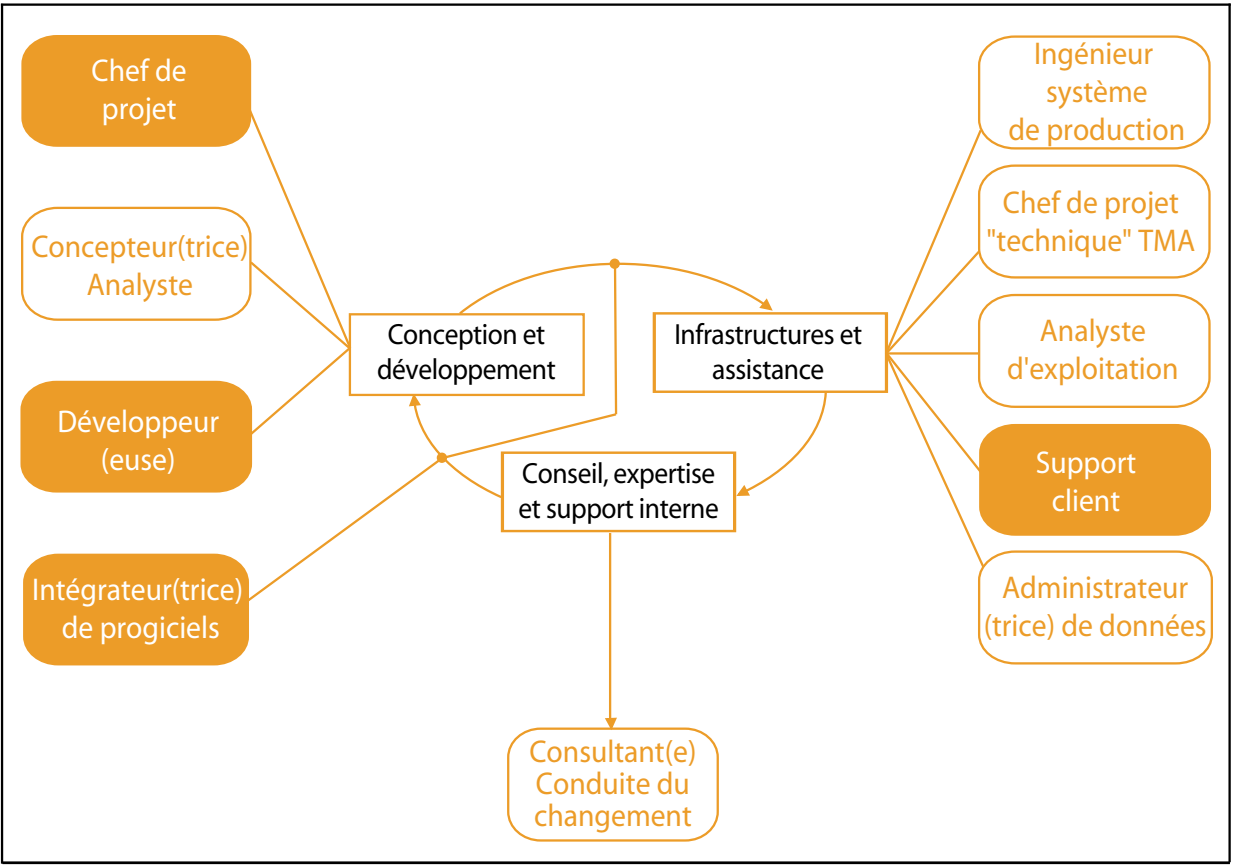 Chef de
projet
Concepteur(trice)
Analyste
Développeur
(euse)
Intégrateur(trice)
de progiciels
Conception et
développement
Infrastructures et
assistance
Conseil, expertise
et support interne
Consultant(e)
Conduite du
changement
Ingénieur
système
de production
Chef de projet
"technique" TMA
Analyste
d'exploitation
Support
client
Administrateur
(trice) de données